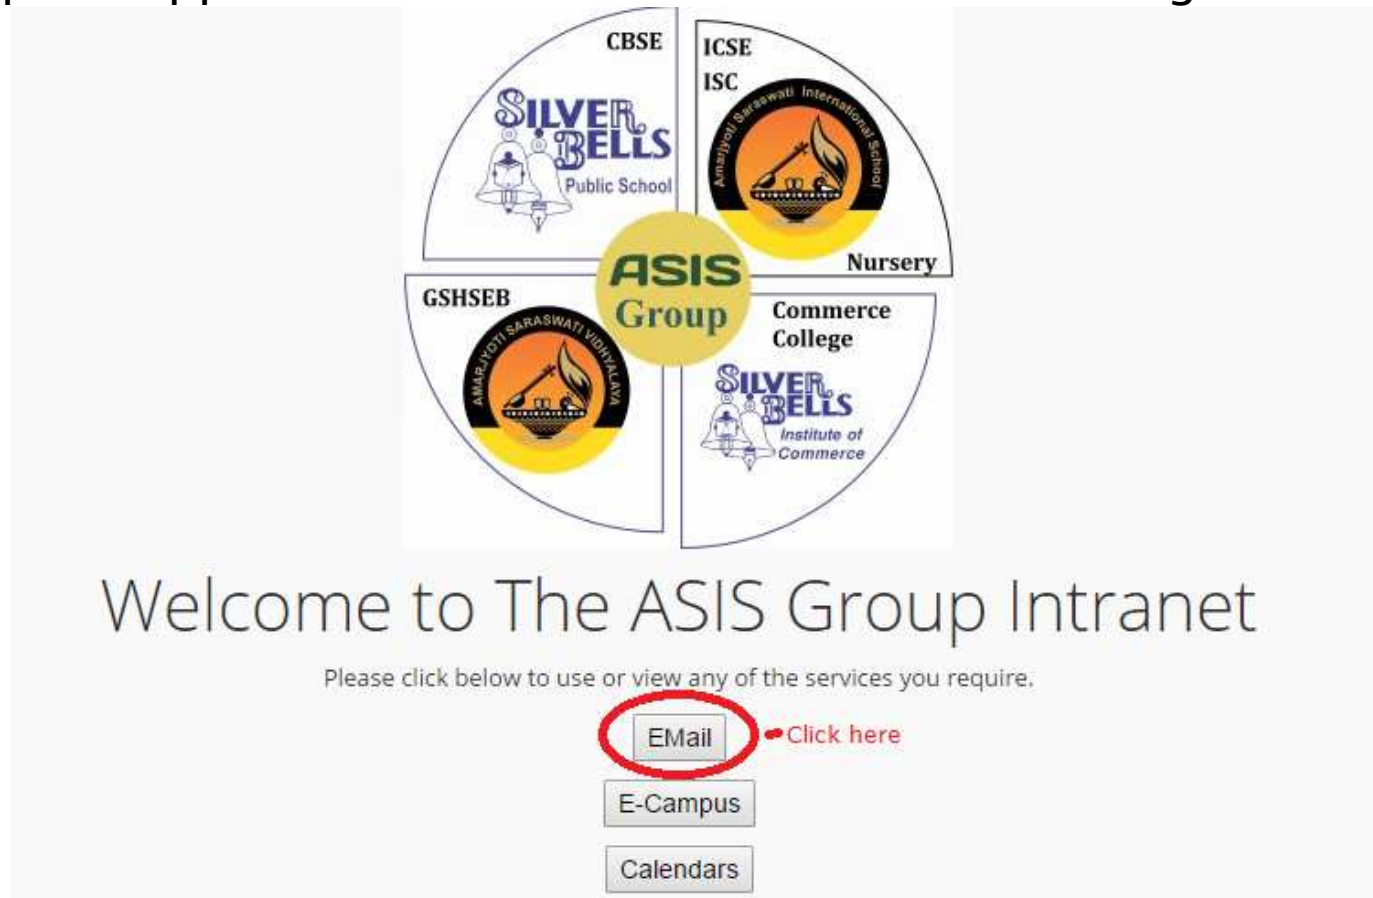 CBSE
SILVER
BELLS
Public School
ICSE
ISC
Amarjyoti Saraswati International School
Nursery
ASIS
Group
GSHSEB
AMARJYOTI SARASWATI VIDHYALAYA
Commerce
College
SILVER
BELLS
Institute of
Commerce
Welcome to The ASIS Group Intranet
Please click below to use or view any of the services you require.
EMail
Click here
E-Campus
Calendars